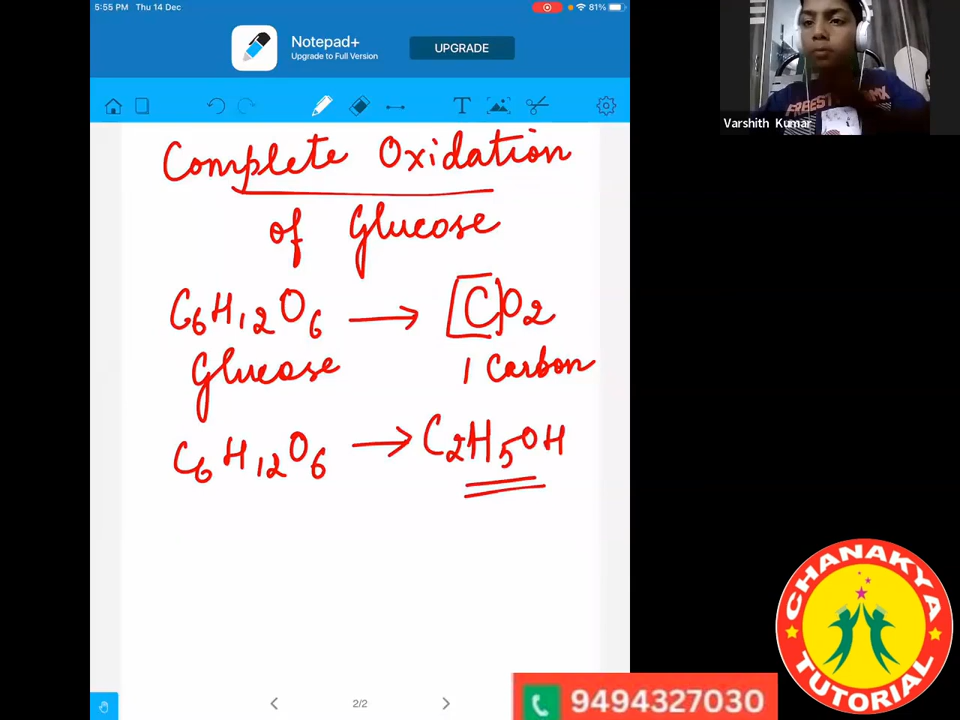 5:55 PM Thu 14 Dec
81%
Notepad+
Upgrade to Full Version
UPGRADE
T
Complete Oxidation
of Glucose
C6H12O6 → [C]O2
Glucose
1 Carbon
C6H12O6 → C2H5OH
2/2
FREEST
Varshith Kumar
CHANAKYA
TUTORIAL
9494327030